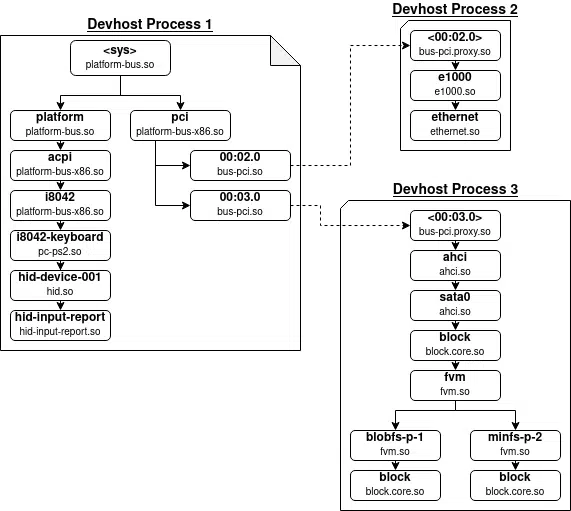 Devhost Process 1
<sys>
platform-bus.so
platform
platform-bus.so
acpi
platform-bus-x86.so
i8042
platform-bus-x86.so
i8042-keyboard
pc-ps2.so
hid-device-001
hid.so
hid-input-report
hid-input-report.so
pci
platform-bus-x86.so
00:02.0
bus-pci.so
00:03.0
bus-pci.so
Devhost Process 2
<00:02.0>
bus-pci.proxy.so
e1000
e1000.so
ethernet
ethernet.so
Devhost Process 3
<00:03.0>
bus-pci.proxy.so
ahci
ahci.so
sata0
ahci.so
block
block.core.so
fvm
fvm.so
blobfs-p-1
fvm.so
block
block.core.so
minfs-p-2
fvm.so
block
block.core.so